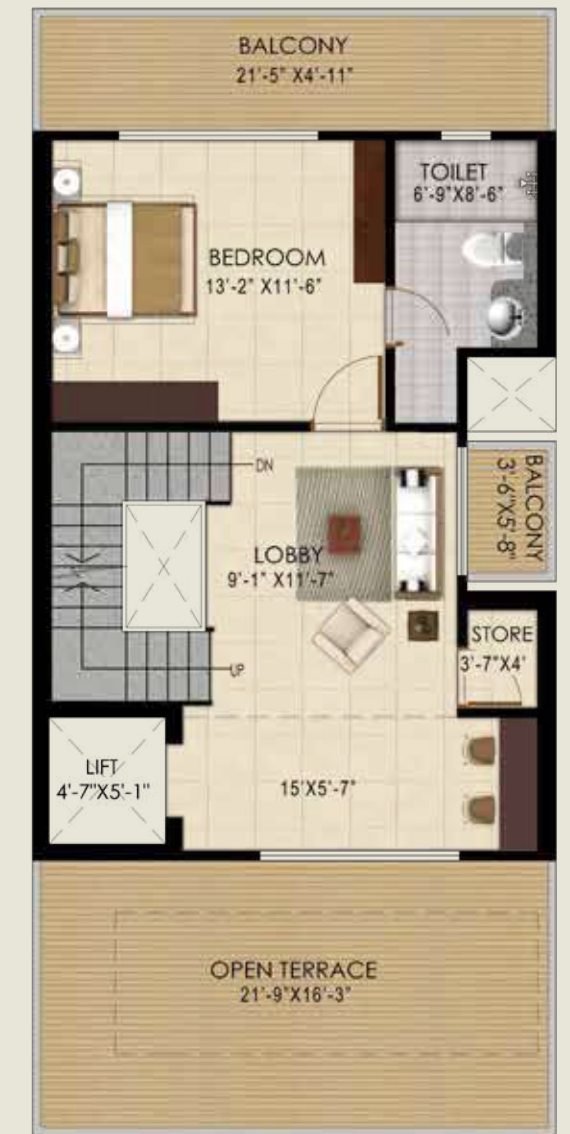 BALCONY
21'-5" X4'-11"
TOILET
6'-9"X8'-6"
BEDROOM
13'-2" X11'-6"
DN
BALCONY
3'-6"X5'-8"
LOBBY
9'-1" X11'-7"
STORE
3'-7"X4'
UP
LIFT
4'-7"X5'-1"
15'X5'-7"
OPEN TERRACE
21'-9"X16'-3"